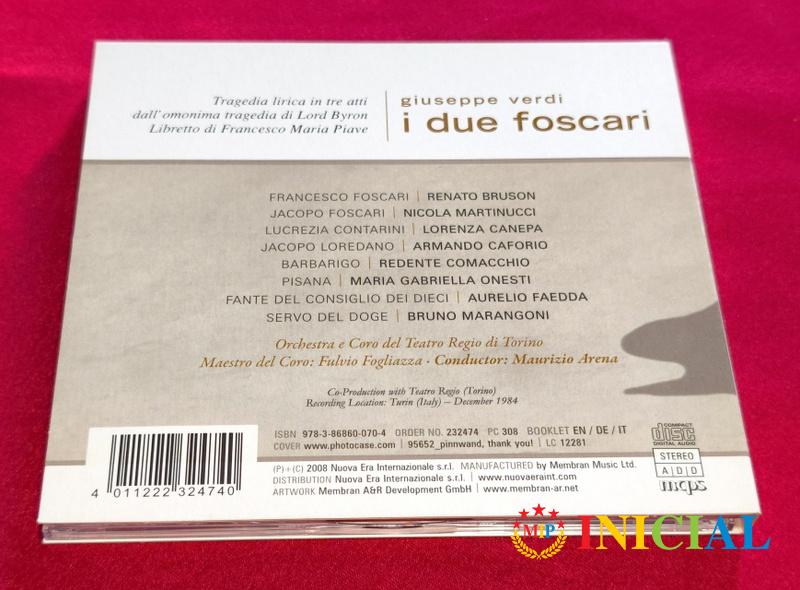 Tragedia lirica in tre atti
dall'omonima tragedia di Lord Byron
Libretto di Francesco Maria Piave
giuseppe verdi
i due foscari
FRANCESCO FOSCARI | RENATO BRUSON
JACOPO FOSCARI | NICOLA MARTINUCCI
LUCREZIA CONTARINI | LORENZA CANEPA
JACOPO LOREDANO | ARMANDO CAFORIO
BARBARIGO | REDENTE COMACCHIO
PISANA | MARIA GABRIELLA ONESTI
FANTE DEL CONSIGLIO DEI DIECI | AURELIO FAEDDA
SERVO DEL DOGE | BRUNO MARANGONI
Orchestra e Coro del Teatro Regio di Torino
Maestro del Coro: Fulvio Fogliazza · Conductor: Maurizio Arena
Co-Production with Teatro Regio (Torino)
Recording Location: Turin (Italy) – December 1984
ISBN 978-3-86860-070-4 ORDER NO. 232474 PC 308 BOOKLET EN / DE / IT
COVER www.photocase.com | 95652_pinnwand, thank you! | LC 12281
(P)+(C) 2008 Nuova Era Internazionale s.r.l. MANUFACTURED by Membran Music Ltd.
DISTRIBUTION Nuova Era Internazionale s.r.l. | www.nuovaeraint.com
ARTWORK Membran A&R Development GmbH | www.membran-ar.net
4 011222 324740
COMPACT
disc
DIGITAL AUDIO
STEREO
A D D
mcps
MIP
INICIAL